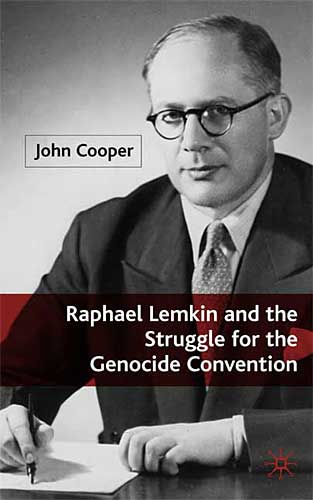 John Cooper
Raphael Lemkin and the
Struggle for the
Genocide Convention